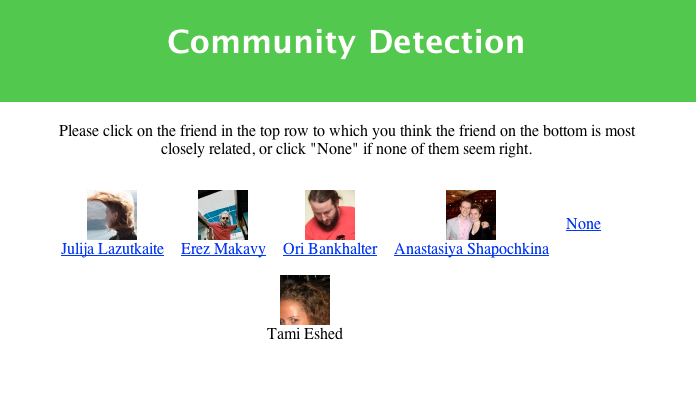 Community Detection
Please click on the friend in the top row to which you think the friend on the bottom is most
closely related, or click "None" if none of them seem right.
Julija Lazutkaite Erez Makavy Ori Bankhalter Anastasiya Shapochkina None
Tami Eshed